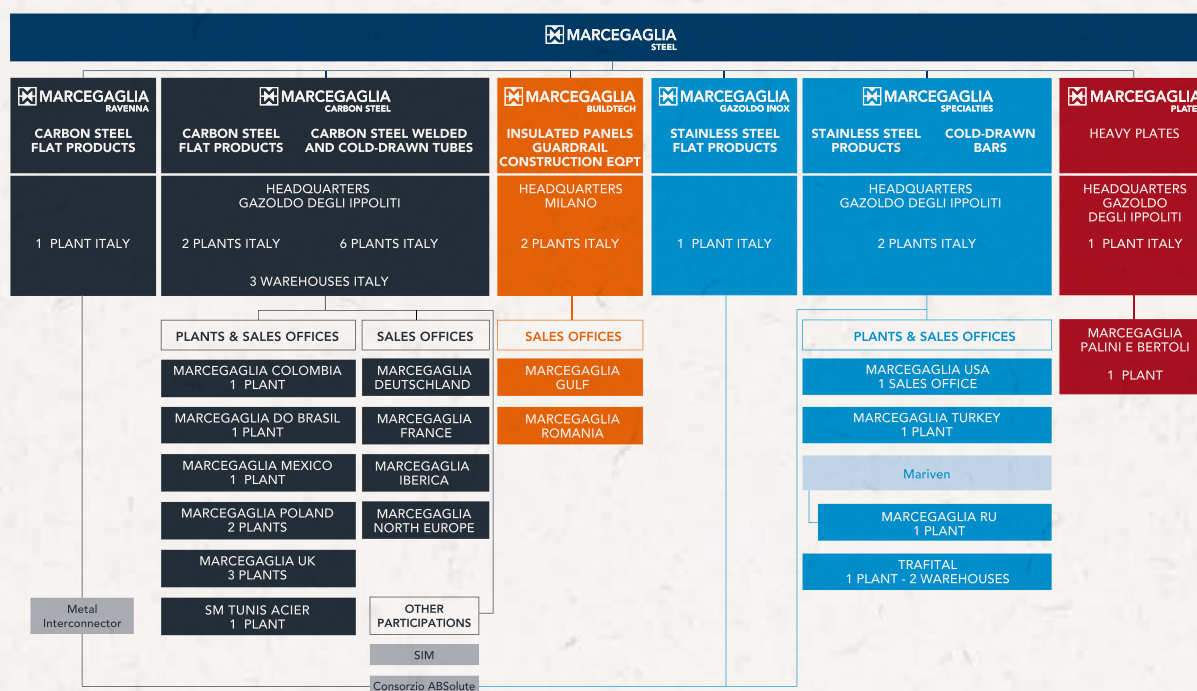 MARCEGAGLIA
STEEL
MARCEGAGLIA
RAVENNA
CARBON STEEL
FLAT PRODUCTS
1 PLANT ITALY
MARCEGAGLIA
CARBON STEEL
CARBON STEEL
FLAT PRODUCTS
CARBON STEEL WELDED
AND COLD-DRAWN TUBES
HEADQUARTERS
GAZOLDO DEGLI IPPOLITI
2 PLANTS ITALY
6 PLANTS ITALY
3 WAREHOUSES ITALY
MARCEGAGLIA
BUILDTECH
INSULATED PANELS
GUARDRAIL
CONSTRUCTION EQPT
HEADQUARTERS
MILANO
2 PLANTS ITALY
MARCEGAGLIA
GAZOLDO INOX
STAINLESS STEEL
FLAT PRODUCTS
1 PLANT ITALY
MARCEGAGLIA
SPECIALTIES
STAINLESS STEEL
PRODUCTS
COLD-DRAWN
BARS
HEADQUARTERS
GAZOLDO DEGLI IPPOLITI
2 PLANTS ITALY
MARCEGAGLIA
PLATE
HEAVY PLATES
HEADQUARTERS
GAZOLDO
DEGLI IPPOLITI
1 PLANT ITALY
PLANTS & SALES OFFICES
MARCEGAGLIA COLOMBIA
1 PLANT
MARCEGAGLIA DO BRASIL
1 PLANT
MARCEGAGLIA MEXICO
1 PLANT
MARCEGAGLIA POLAND
2 PLANTS
MARCEGAGLIA UK
3 PLANTS
SM TUNIS ACIER
1 PLANT
SALES OFFICES
MARCEGAGLIA
DEUTSCHLAND
MARCEGAGLIA
FRANCE
MARCEGAGLIA
IBERICA
MARCEGAGLIA
NORTH EUROPE
OTHER
PARTICIPATIONS
SIM
Consorzio ABSolute
Metal
Interconnector
SALES OFFICES
MARCEGAGLIA
GULF
MARCEGAGLIA
ROMANIA
PLANTS & SALES OFFICES
MARCEGAGLIA USA
1 SALES OFFICE
MARCEGAGLIA TURKEY
1 PLANT
Mariven
MARCEGAGLIA RU
1 PLANT
TRAFITAL
1 PLANT - 2 WAREHOUSES
MARCEGAGLIA
PALINI E BERTOLI
1 PLANT